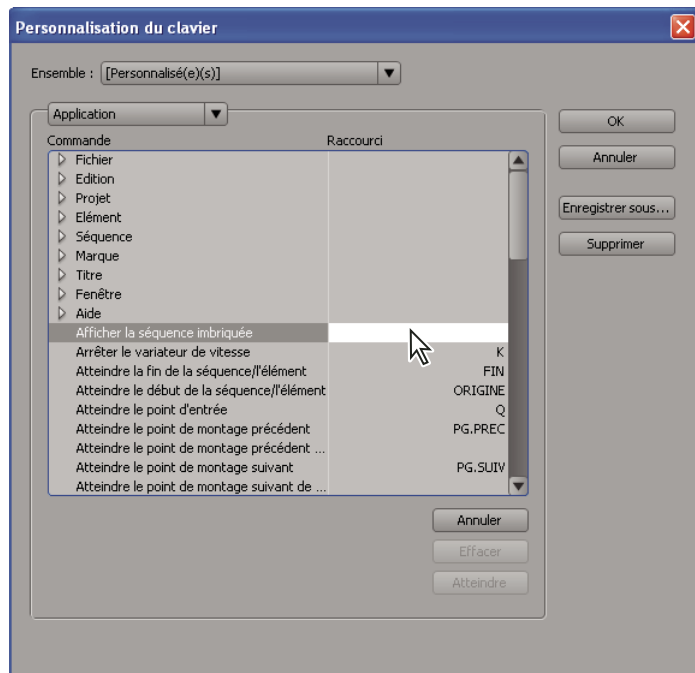 Personnalisation du clavier
Ensemble : [Personnalisé(e)(s)]
Application
OK
Commande Raccourci
Annuler
Fichier
Edition
Projet
Elément
Enregistrer sous...
Séquence
Supprimer
Marque
Titre
Fenêtre
Aide
Afficher la séquence imbriquée
Arrêter le variateur de vitesse K
Atteindre la fin de la séquence/l'élément FIN
Atteindre le début de la séquence/l'élément ORIGINE
Atteindre le point d'entrée Q
Atteindre le point de montage précédent PG.PREC
Atteindre le point de montage précédent ...
Atteindre le point de montage suivant PG.SUIV
Atteindre le point de montage suivant de ...
Annuler
Effacer
Atteindre